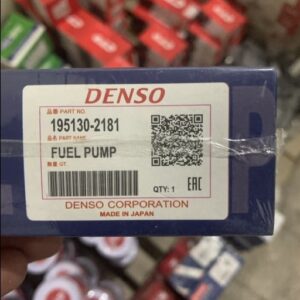 DENSO
品番/PART NO.
195130-2181
品名/PART NAME
FUEL PUMP
数量/QT.
QTY: 1
EAC
DENSO CORPORATION
MADE IN JAPAN